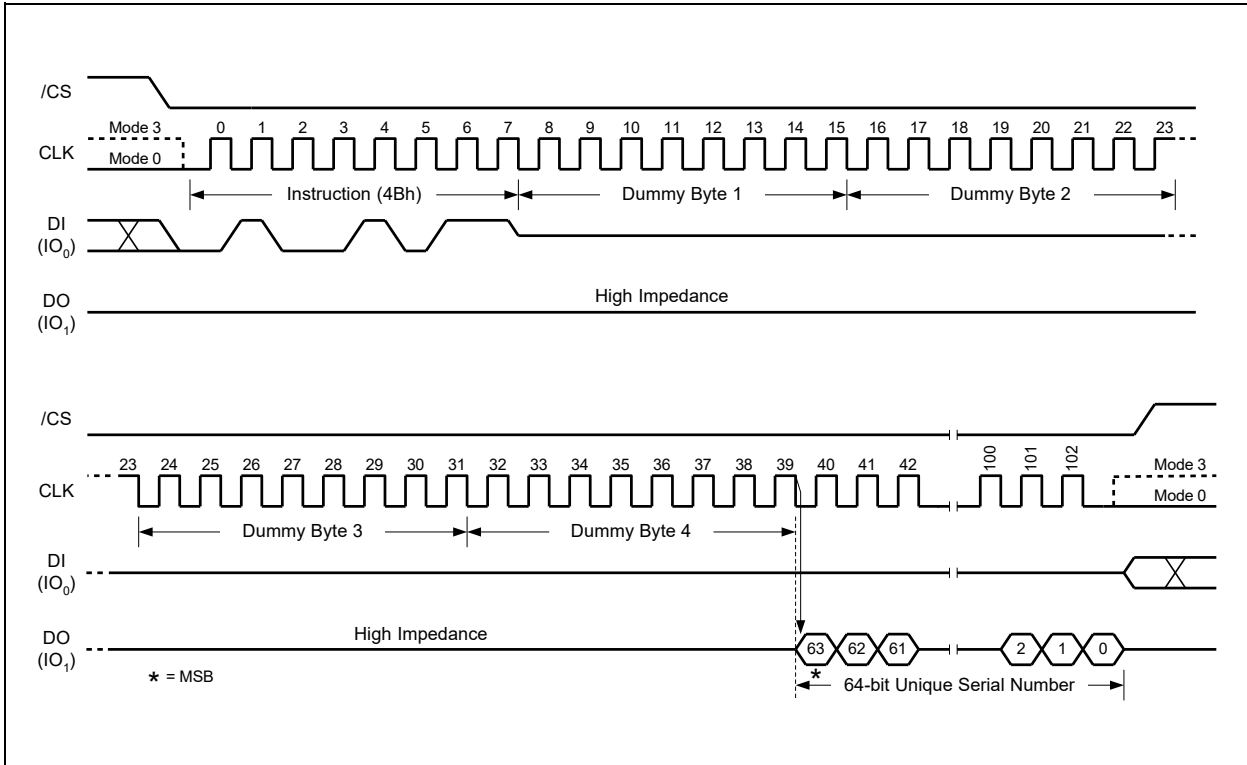 /CS
Mode 3
0 1 2 3 4 5 6 7 8 9 10 11 12 13 14 15 16 17 18 19 20 21 22 23
CLK
Mode 0
Instruction (4Bh) Dummy Byte 1 Dummy Byte 2
DI
(IO0)
High Impedance
DO
(IO1)
/CS
23 24 25 26 27 28 29 30 31 32 33 34 35 36 37 38 39 40 41 42 100 101 102
Mode 3
CLK
Mode 0
Dummy Byte 3 Dummy Byte 4
DI
(IO0)
High Impedance
DO
(IO1)
63 62 61 2 1 0
* = MSB
*
64-bit Unique Serial Number